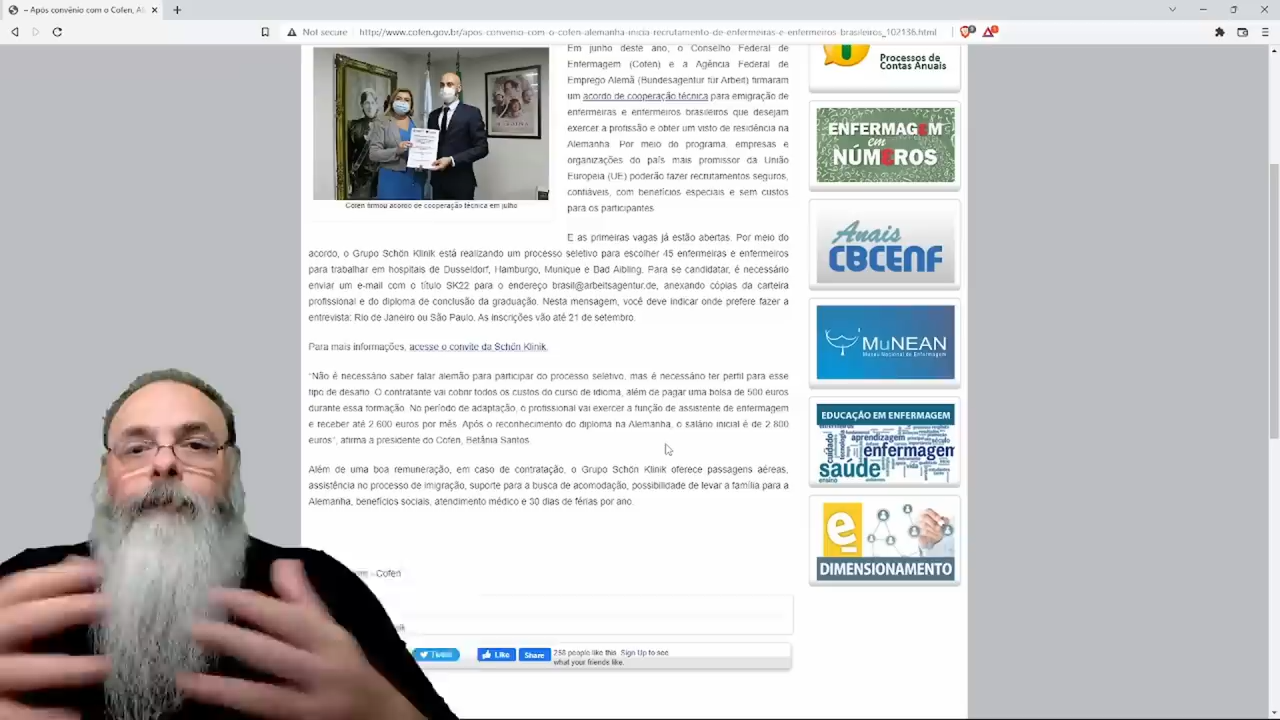 – Após convênio com o Cofen, Al
Not secure
http://www.cofen.gov.br/apos-convenio-com-o-cofen-alemanha-inicia-recrutamento-de-enfermeiras-e-enfermeiros-brasileiros_102136.html
Em junho deste ano, o Conselho Federal de
Enfermagem (Cofen) e a Agência Federal de
Emprego Alemã (Bundesagentur für Arbeit) firmaram
um acordo de cooperação técnica para emigração de
enfermeiras e enfermeiros brasileiros que desejam
exercer a profissão e obter um visto de residência na
Alemanha. Por meio do programa, empresas e
organizações do país mais promissor da União
Europeia (UE) poderão fazer recrutamentos seguros,
confiáveis, com benefícios especiais e sem custos
para os participantes.
Cofen firmou acordo de cooperação técnica em julho
E as primeiras vagas já estão abertas. Por meio do
acordo, o Grupo Schön Klinik está realizando um processo seletivo para escolher 45 enfermeiras e enfermeiros
para trabalhar em hospitais de Dusseldorf, Hamburgo, Munique e Bad Aibling. Para se candidatar, é necessário
enviar um e-mail com o título SK22 para o endereço brasil@arbeitsagentur.de, anexando cópias da carteira
profissional e do diploma de conclusão da graduação. Nesta mensagem, você deve indicar onde prefere fazer a
entrevista: Rio de Janeiro ou São Paulo. As inscrições vão até 21 de setembro.
Para mais informações, acesse o convite da Schön Klinik.
“Não é necessário saber falar alemão para participar do processo seletivo, mas é necessário ter perfil para esse
tipo de desafio. O contratante vai cobrir todos os custos do curso de idioma, além de pagar uma bolsa de 500 euros
durante essa formação. No período de adaptação, o profissional vai exercer a função de assistente de enfermagem
e receber até 2.600 euros por mês. Após o reconhecimento do diploma na Alemanha, o salário inicial é de 2.800
euros”, afirma a presidente do Cofen, Betânia Santos.
Além de uma boa remuneração, em caso de contratação, o Grupo Schön Klinik oferece passagens aéreas,
assistência no processo de imigração, suporte para a busca de acomodação, possibilidade de levar a família para a
Alemanha, benefícios sociais, atendimento médico e 30 dias de férias por ano.
- Cofen
Tweet
Like
Share
258 people like this. Sign Up to see
what your friends like.
Processos de
Contas Anuais
ENFERMAGEM
em
NÚMEROS
Anais
CBCENF
MuNEAN
Museu Nacional de Enfermagem
EDUCAÇÃO EM ENFERMAGEM
aprendizagem
enfermagem
saúde
ensino
e
DIMENSIONAMENTO